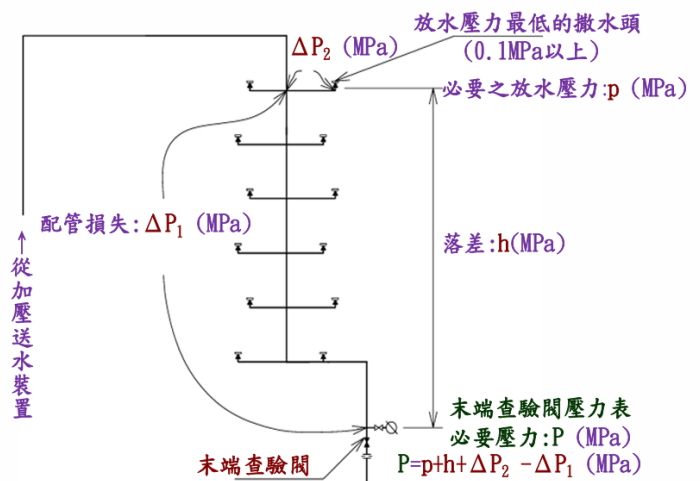 放水壓力最低的撒水頭
(0.1MPa以上)
ΔP₂ (MPa)
必要之放水壓力:p (MPa)
配管損失:ΔP₁ (MPa)
落差:h(MPa)
從加壓送水裝置
末端查驗閥壓力表
必要壓力:P (MPa)
P=p+h+ΔP₂ -ΔP₁ (MPa)
末端查驗閥